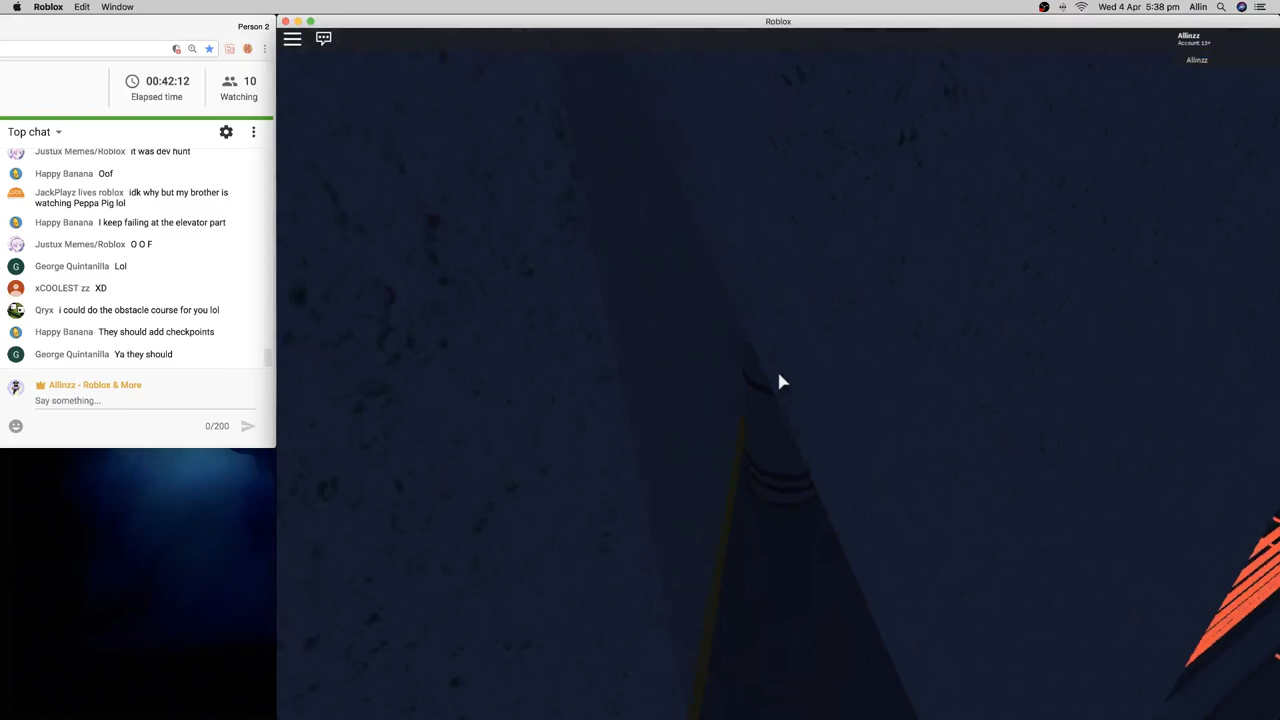 Roblox Edit Window
Wed 4 Apr 5:38 pm Allin
Person 2
Roblox
Allinzz
Account: 13+
Allinzz
00:42:12
Elapsed time
10
Watching
Top chat
Justux Memes/Roblox it was dev hunt
Happy Banana Oof
JackPlayz lives roblox idk why but my brother is
watching Peppa Pig lol
Happy Banana I keep failing at the elevator part
Justux Memes/Roblox O O F
G George Quintanilla Lol
xCOOLEST zz XD
Qryx i could do the obstacle course for you lol
Happy Banana They should add checkpoints
G George Quintanilla Ya they should
Allinzz - Roblox & More
Say something...
0/200